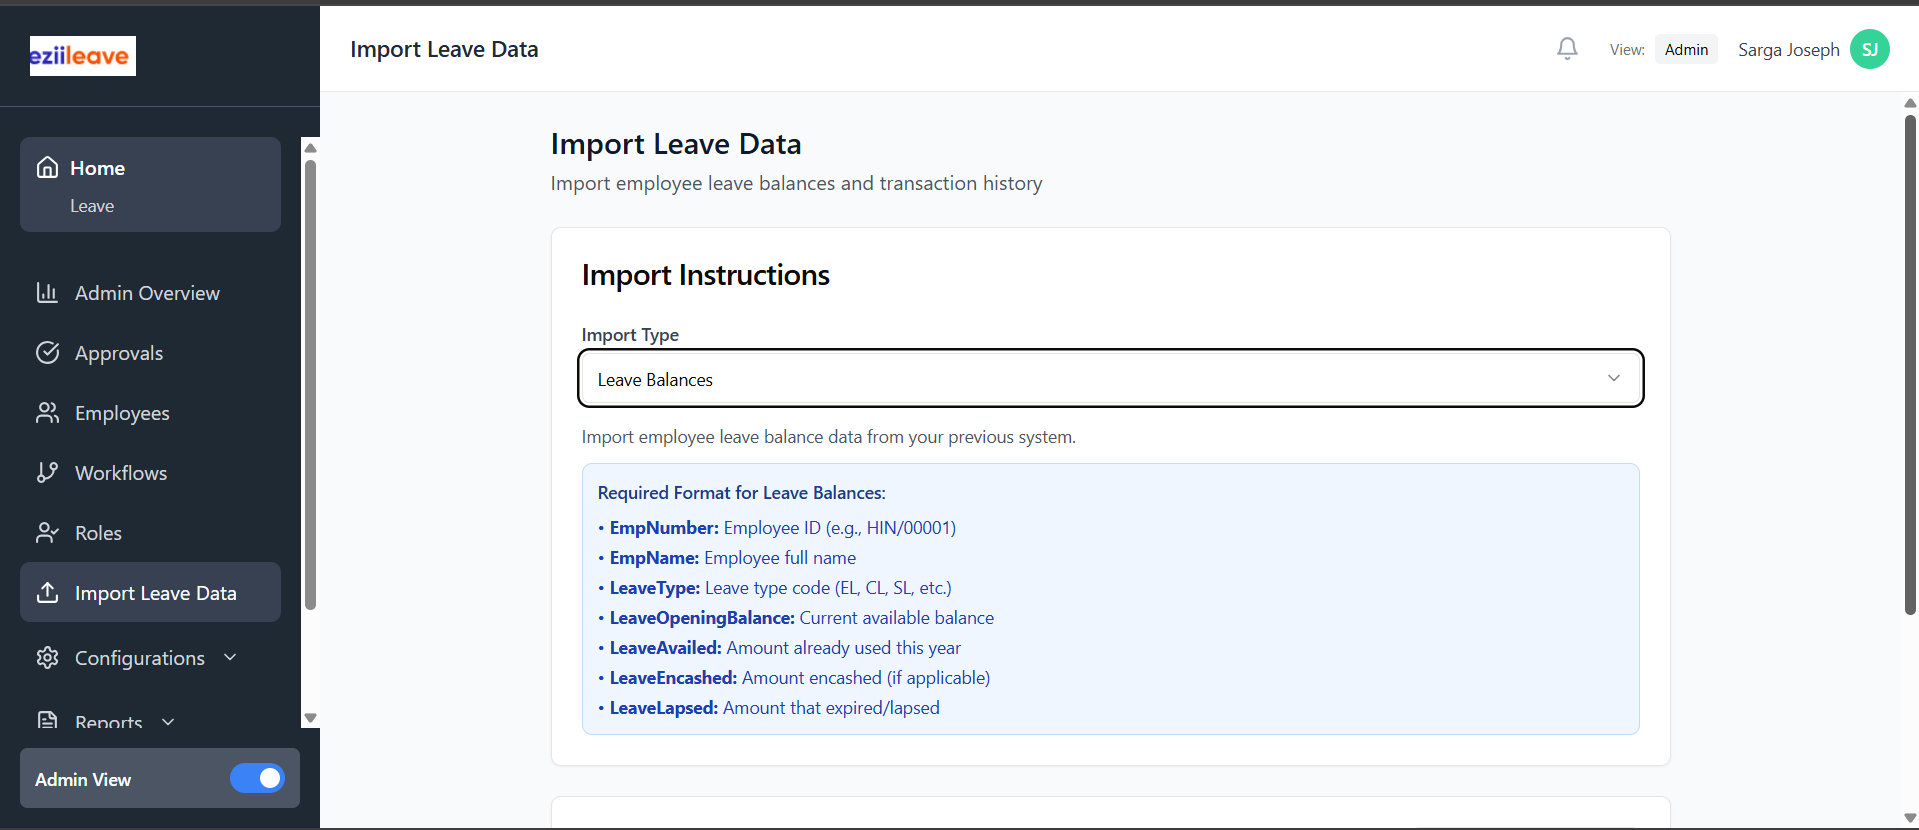 eziileave
Import Leave Data
View: Admin Sarga Joseph SJ
Home
Leave
Admin Overview
Approvals
Employees
Workflows
Roles
Import Leave Data
Configurations
Reports
Admin View
Import Leave Data
Import employee leave balances and transaction history
Import Instructions
Import Type
Leave Balances
Import employee leave balance data from your previous system.
Required Format for Leave Balances:
• EmpNumber: Employee ID (e.g., HIN/00001)
• EmpName: Employee full name
• LeaveType: Leave type code (EL, CL, SL, etc.)
• LeaveOpeningBalance: Current available balance
• LeaveAvailed: Amount already used this year
• LeaveEncashed: Amount encashed (if applicable)
• LeaveLapsed: Amount that expired/lapsed